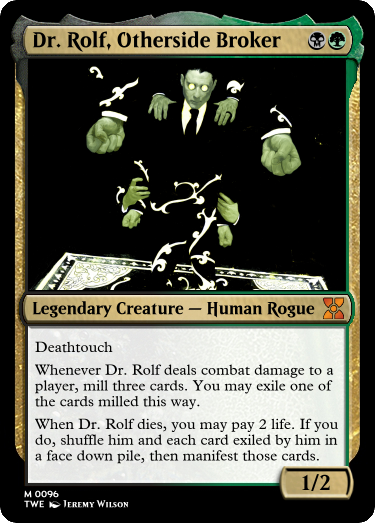 Dr. Rolf, Otherside Broker
Legendary Creature — Human Rogue
Deathtouch
Whenever Dr. Rolf deals combat damage to a
player, mill three cards. You may exile one of
the cards milled this way.
When Dr. Rolf dies, you may pay 2 life. If you
do, shuffle him and each card exiled by him in
a face down pile, then manifest those cards.
1/2
M 0096
TWE Jeremy Wilson